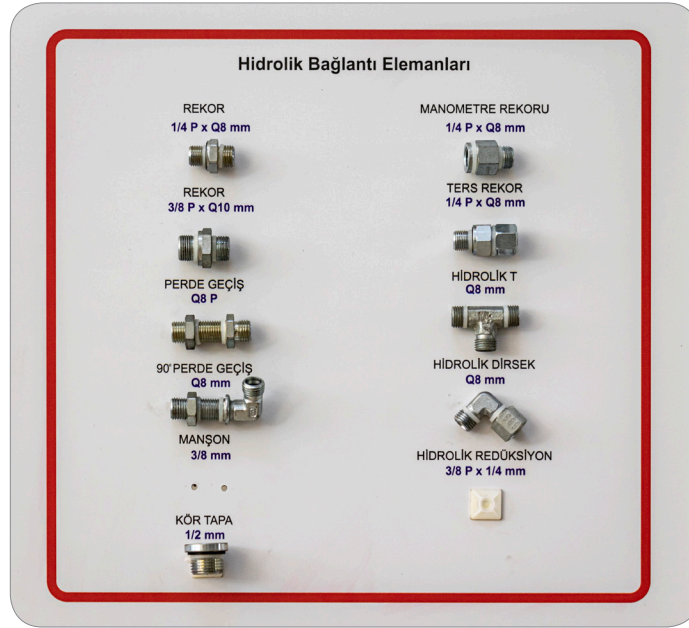 Hidrolik Bağlantı Elemanları
REKOR
1/4 P x Q8 mm
REKOR
3/8 P x Q10 mm
PERDE GEÇİŞ
Q8 P
90°PERDE GEÇİŞ
Q8 mm
MANŞON
3/8 mm
KÖR TAPA
1/2 mm
MANOMETRE REKORU
1/4 P x Q8 mm
TERS REKOR
1/4 P x Q8 mm
HİDROLİK T
Q8 mm
HİDROLİK DİRSEK
Q8 mm
HİDROLİK REDÜKSİYON
3/8 P x 1/4 mm